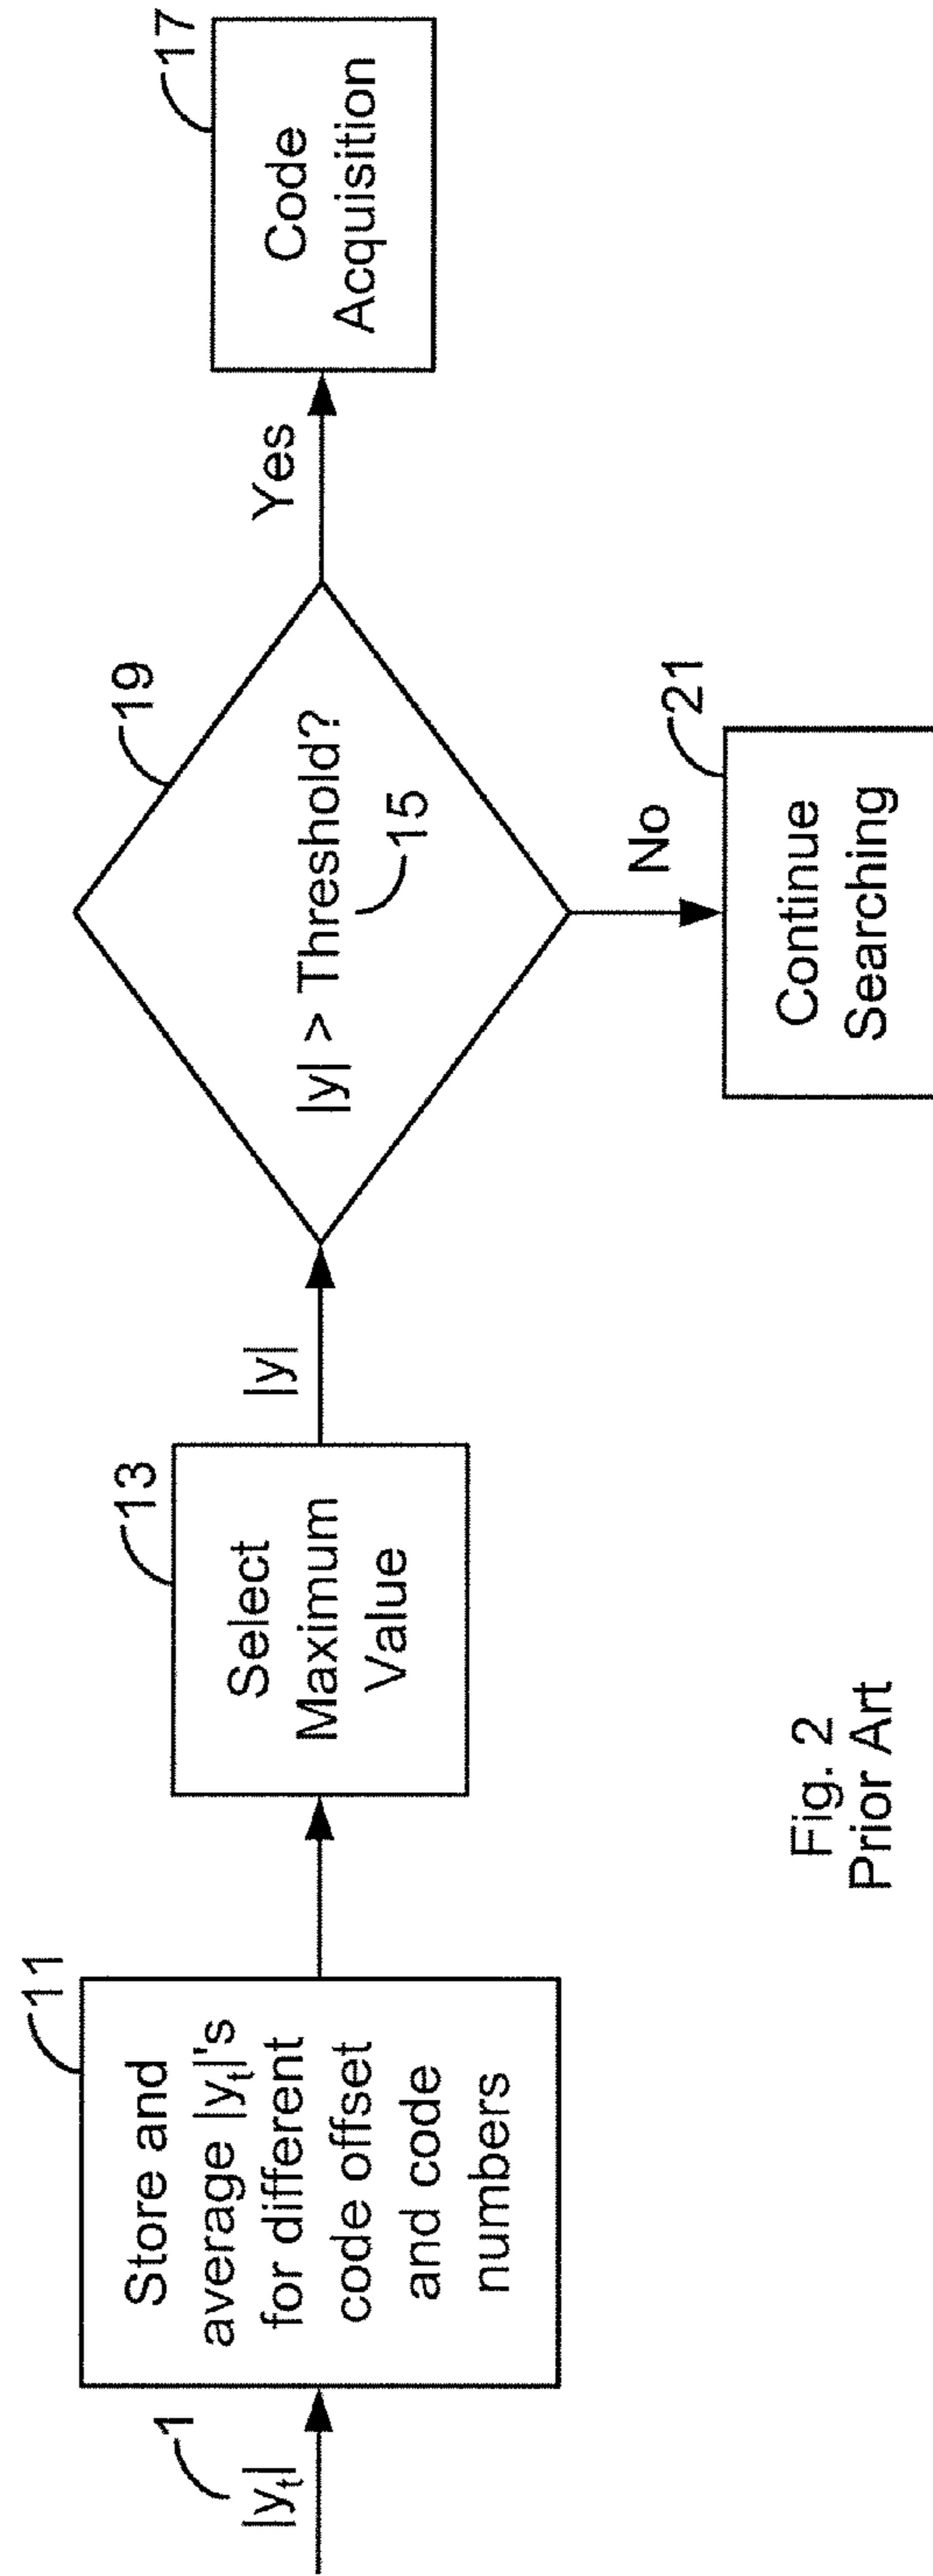 1
|yₜ|
11
Store and
average |yₜ|'s
for different
code offset
and code
numbers
13
Select
Maximum
Value
|y|
19
|y| > Threshold?
15
Yes
17
Code
Acquisition
No
21
Continue
Searching
Fig. 2
Prior Art